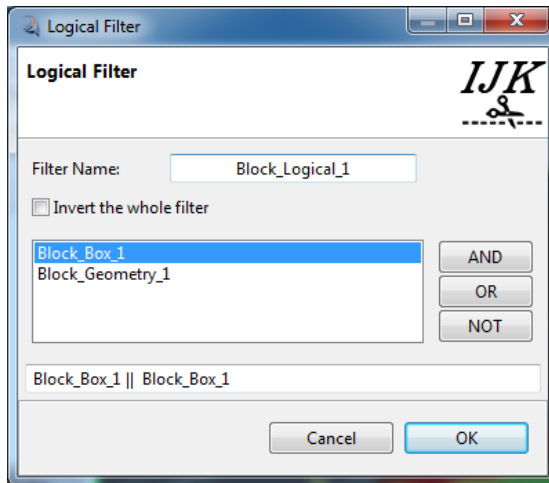 Logical Filter
Logical Filter
IJK
Filter Name: Block_Logical_1
Invert the whole filter
Block_Box_1
Block_Geometry_1
AND
OR
NOT
Block_Box_1 || Block_Box_1
Cancel OK